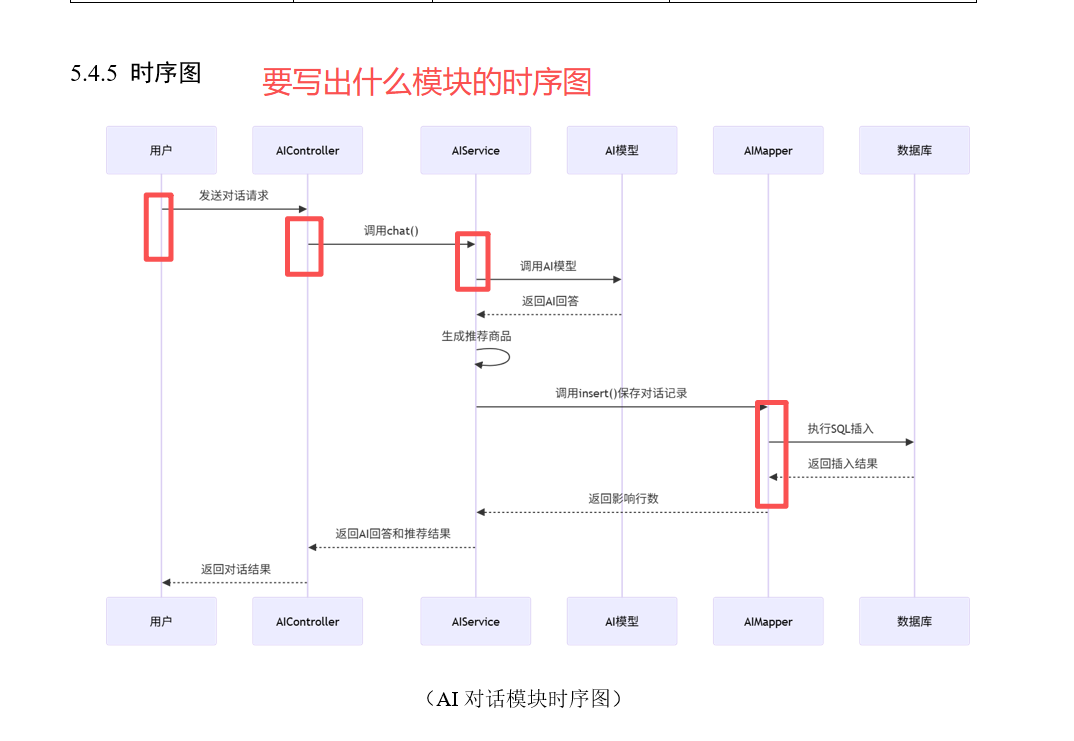 5.4.5 时序图
要写出什么模块的时序图
用户
AIController
AIService
AI模型
AIMapper
数据库
发送对话请求
调用chat()
调用AI模型
返回AI回答
生成推荐商品
调用insert()保存对话记录
执行SQL插入
返回插入结果
返回影响行数
返回AI回答和推荐结果
返回对话结果
用户
AIController
AIService
AI模型
AIMapper
数据库
（AI 对话模块时序图）